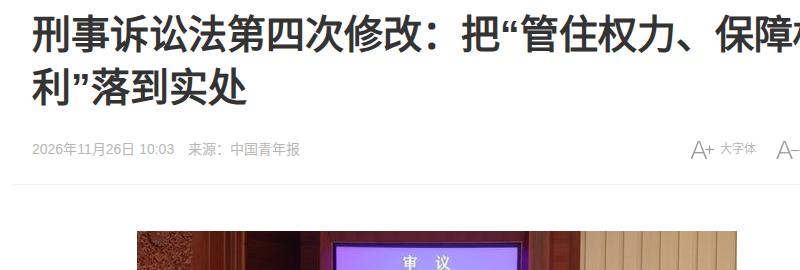 刑事诉讼法第四次修改：把“管住权力、保障
利”落到实处
2026年11月26日 10:03 来源：中国青年报
A+ 大字体 A-
审 议